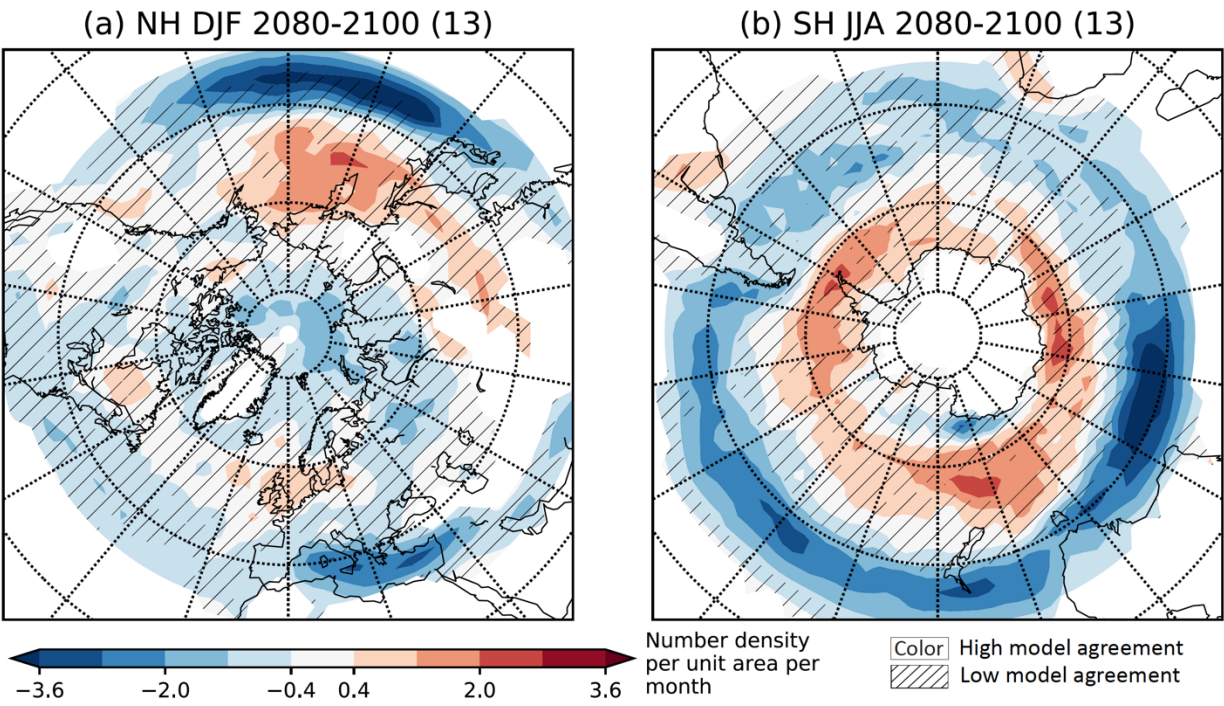 (a) NH DJF 2080-2100 (13)
(b) SH JJA 2080-2100 (13)
−3.6 −2.0 −0.4 0.4 2.0 3.6
Number density
per unit area per
month
Color High model agreement
Low model agreement